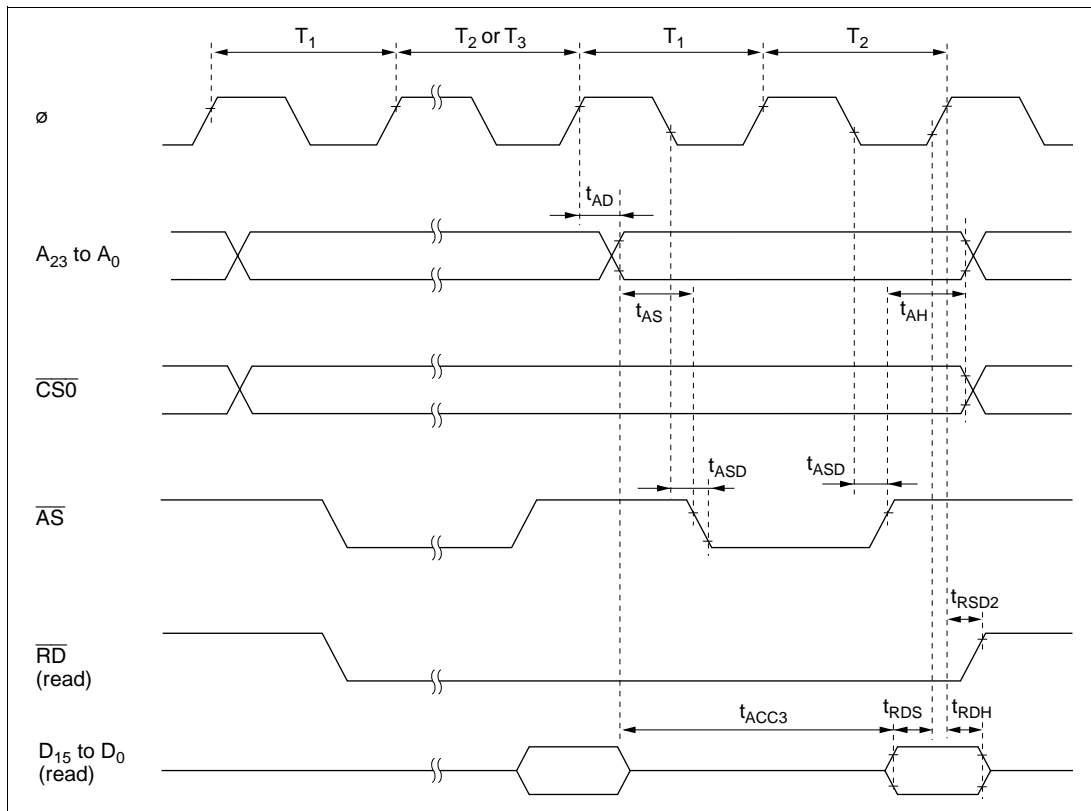 T1 T2 or T3 T1 T2
ø
tAD
A23 to A0
tAS tAH
CS0
tASD tASD
AS
tRSD2
RD
(read)
tACC3 tRDS tRDH
D15 to D0
(read)